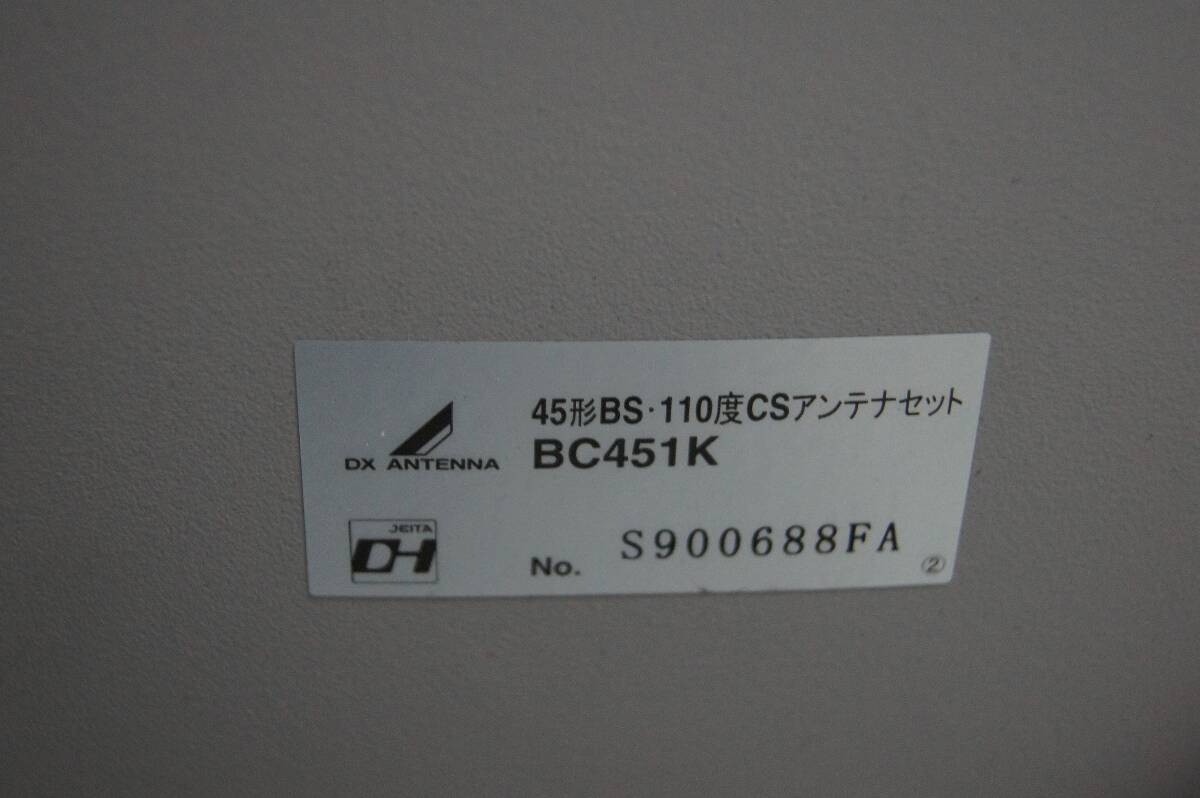 45形BS·110度CSアンテナセット
BC451K
DX ANTENNA
JEITA
DH
No. S900688FA
②